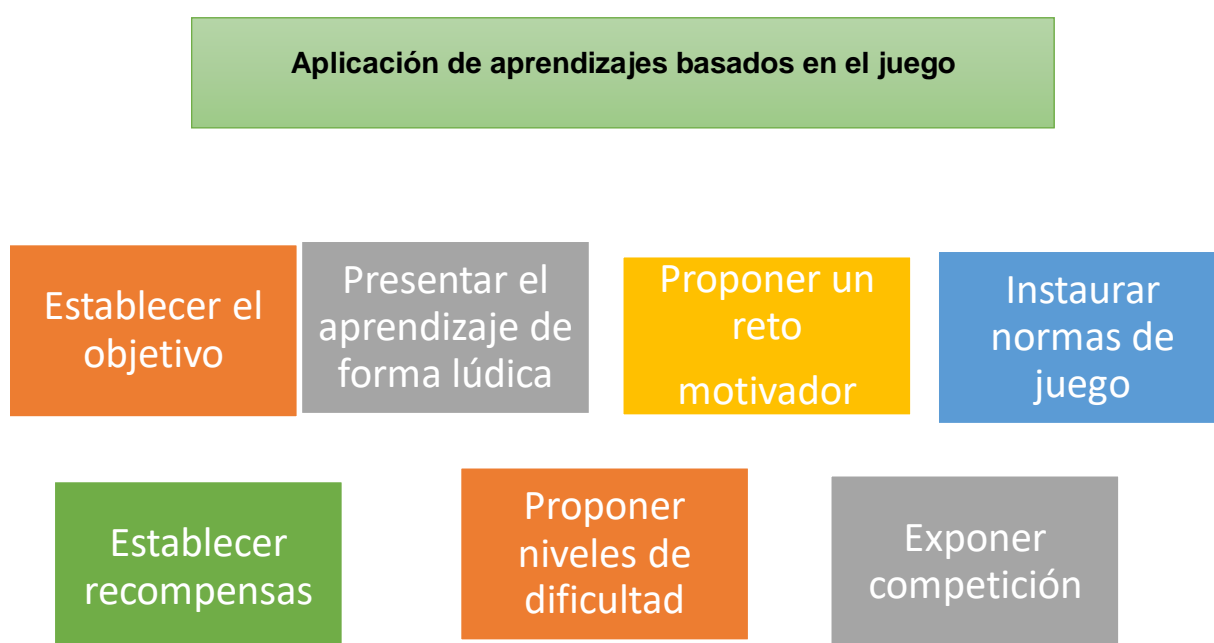 Aplicación de aprendizajes basados en el juego
Establecer el
objetivo
Presentar el
aprendizaje de
forma lúdica
Proponer un
reto
motivador
Instaurar
normas de
juego
Establecer
recompensas
Proponer
niveles de
dificultad
Exponer
competición